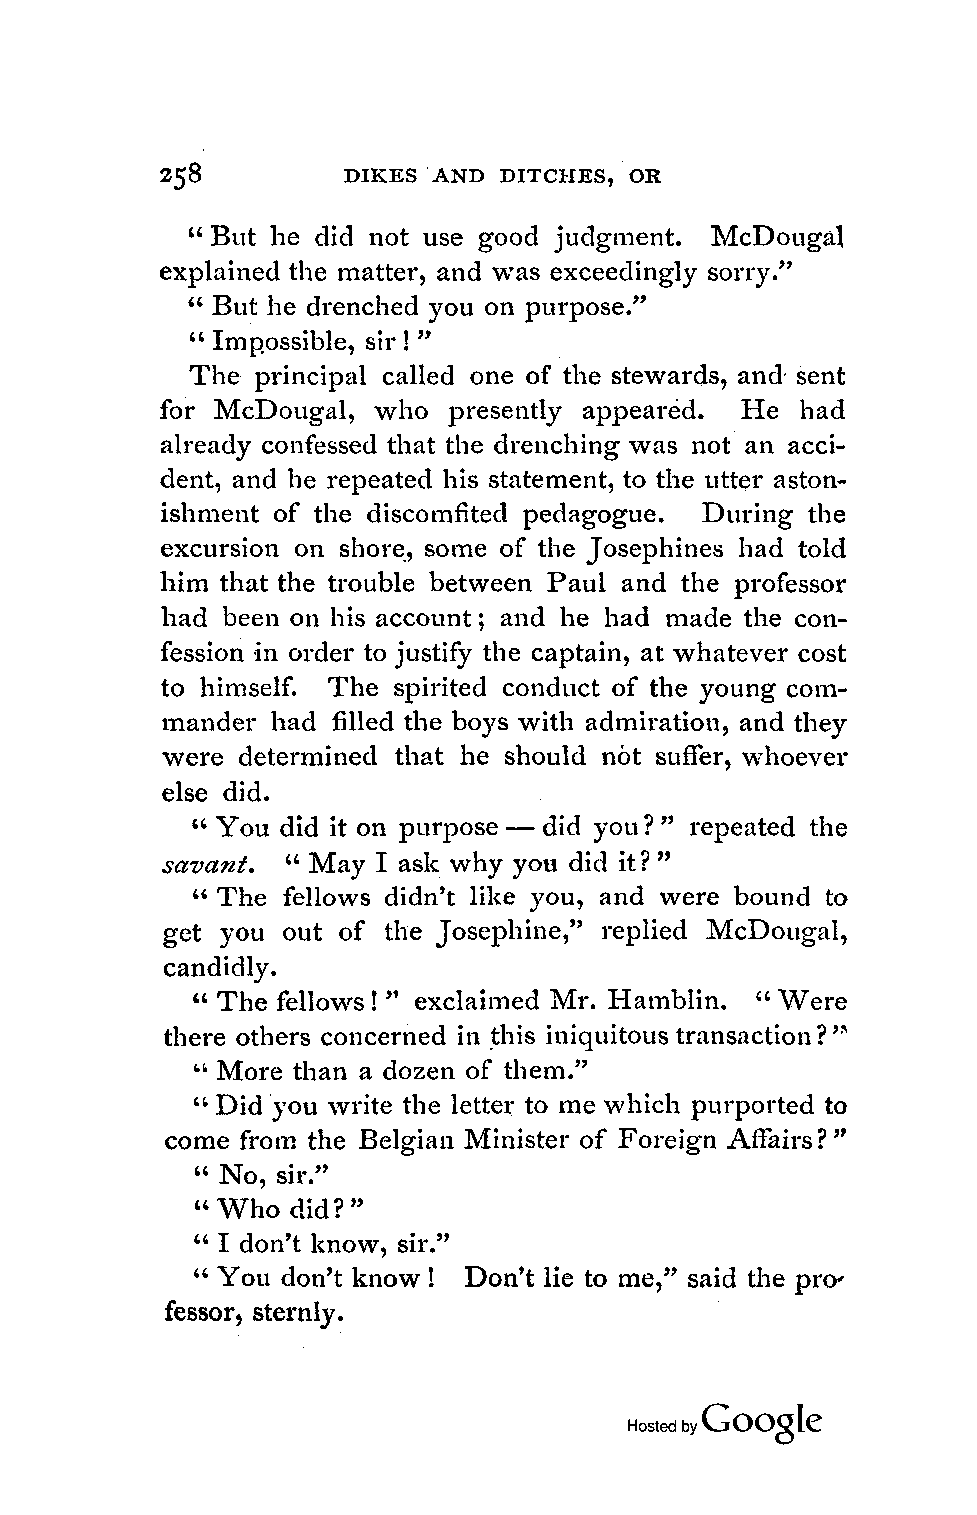 258 DIKES AND DITCHES, OR
“ But he did not use good judgment. McDougal
explained the matter, and was exceedingly sorry.”
“ But he drenched you on purpose.”
“ Impossible, sir ! ”
The principal called one of the stewards, and sent
for McDougal, who presently appeared. He had
already confessed that the drenching was not an acci-
dent, and he repeated his statement, to the utter aston-
ishment of the discomfited pedagogue. During the
excursion on shore, some of the Josephines had told
him that the trouble between Paul and the professor
had been on his account ; and he had made the con-
fession in order to justify the captain, at whatever cost
to himself. The spirited conduct of the young com-
mander had filled the boys with admiration, and they
were determined that he should not suffer, whoever
else did.
“ You did it on purpose — did you? ” repeated the
savant. “ May I ask why you did it? ”
“ The fellows didn’t like you, and were bound to
get you out of the Josephine,” replied McDougal,
candidly.
“ The fellows ! ” exclaimed Mr. Hamblin. “ Were
there others concerned in this iniquitous transaction? ”
“ More than a dozen of them.”
“ Did you write the letter to me which purported to
come from the Belgian Minister of Foreign Affairs? ”
“ No, sir.”
“ Who did? ”
“ I don’t know, sir.”
“ You don’t know ! Don’t lie to me,” said the pro-
fessor, sternly.
Hosted by Google